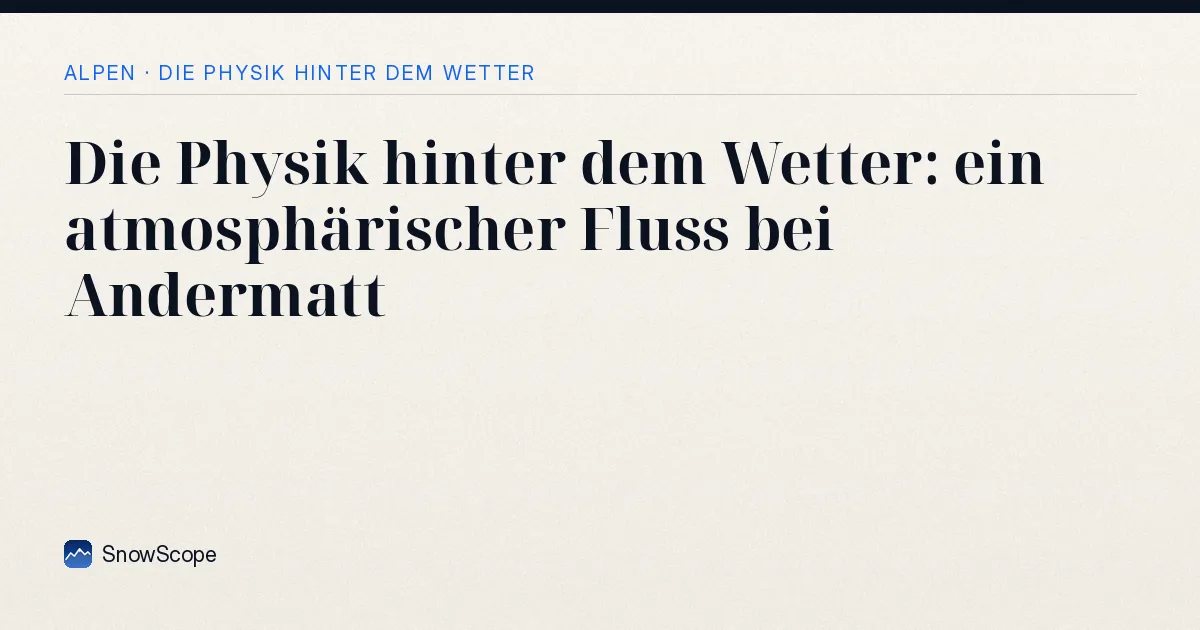 ALPEN · DIE PHYSIK HINTER DEM WETTER
Die Physik hinter dem Wetter: ein
atmosphärischer Fluss bei
Andermatt
SnowScope